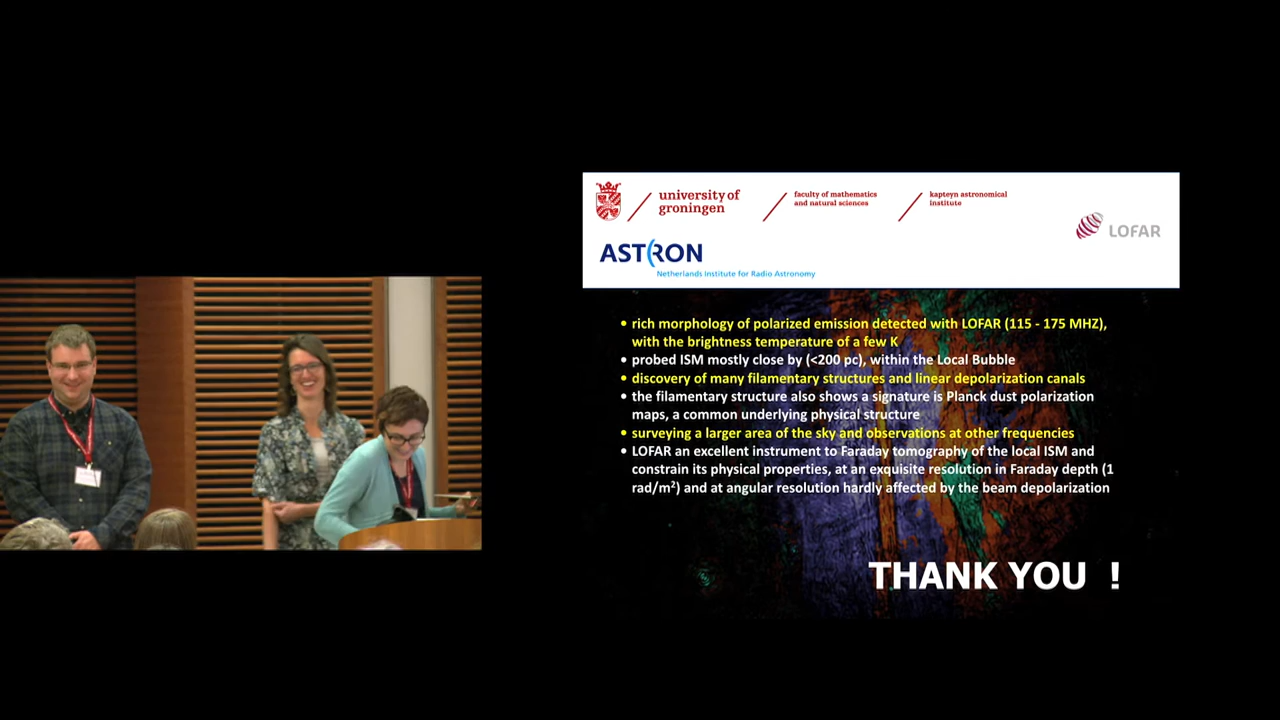 university of
groningen
faculty of mathematics
and natural sciences
kapteyn astronomical
institute
LOFAR
ASTRON
Netherlands Institute for Radio Astronomy
• rich morphology of polarized emission detected with LOFAR (115 - 175 MHZ),
with the brightness temperature of a few K
• probed ISM mostly close by (<200 pc), within the Local Bubble
• discovery of many filamentary structures and linear depolarization canals
• the filamentary structure also shows a signature is Planck dust polarization
maps, a common underlying physical structure
• surveying a larger area of the sky and observations at other frequencies
• LOFAR an excellent instrument to Faraday tomography of the local ISM and
constrain its physical properties, at an exquisite resolution in Faraday depth (1
rad/m²) and at angular resolution hardly affected by the beam depolarization
THANK YOU !